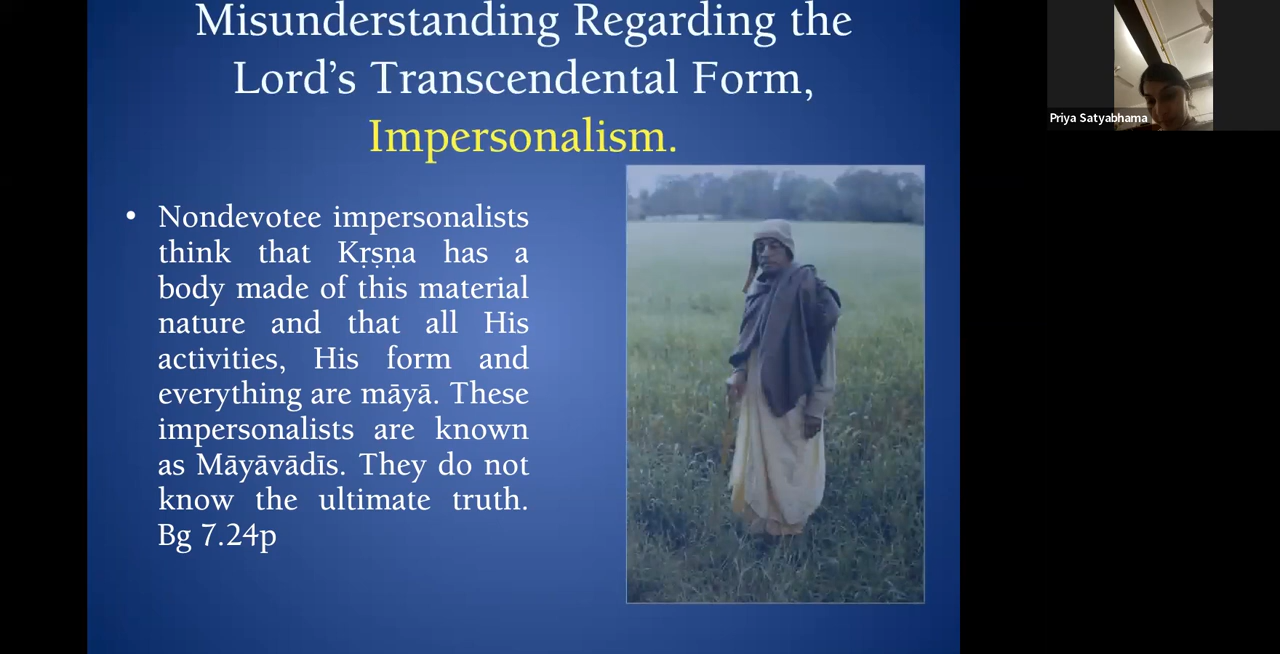 Misunderstanding Regarding the
Lord’s Transcendental Form,
Impersonalism.
• Nondevotee impersonalists
think that Kṛṣṇa has a
body made of this material
nature and that all His
activities, His form and
everything are māyā. These
impersonalists are known
as Māyāvādīs. They do not
know the ultimate truth.
Bg 7.24p
Priya Satyabhama